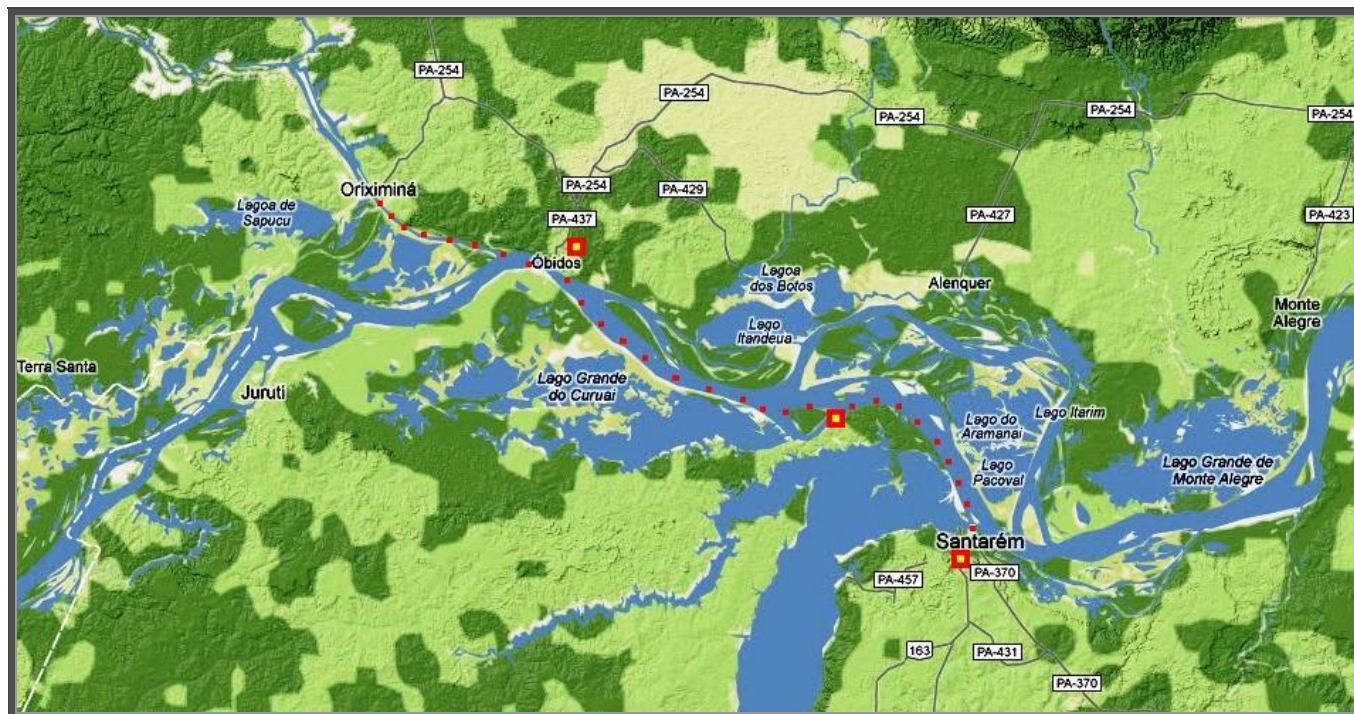 PA-254
PA-254
PA-254
PA-254
PA-254
Oriximiná
Lagoa de
Sapucu
PA-254
PA-429
PA-437
PA-427
PA-423
Óbidos
Lagoa
dos Botos
Alenquer
Lago
Itandeua
Monte
Alegre
Terra Santa
Juruti
Lago Grande
do Curuai
Lago do
Aramanai
Lago Itarim
Lago
Pacoval
Lago Grande de
Monte Alegre
Santarém
PA-457
PA-370
163
PA-431
PA-370